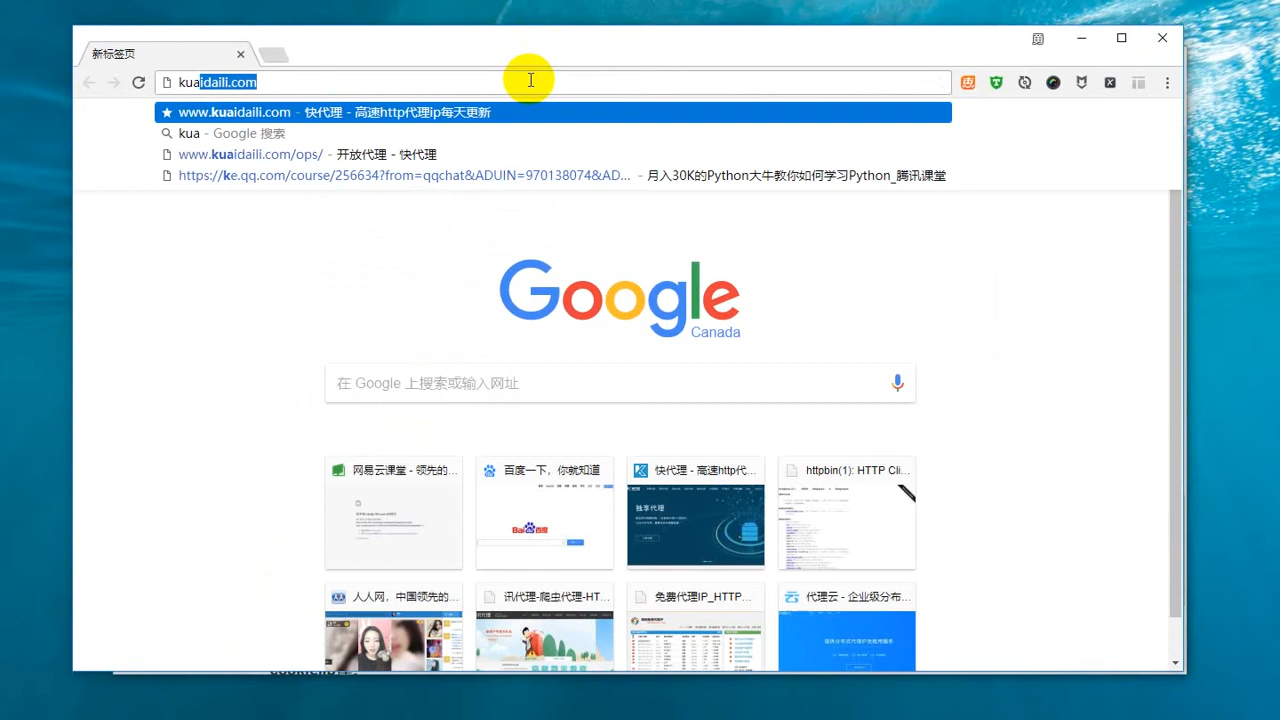 新标签页
kuaidaili.com
www.kuaidaili.com - 快代理 - 高速http代理ip每天更新
kua - Google 搜索
www.kuaidaili.com/ops/ - 开放代理 - 快代理
https://ke.qq.com/course/256634?from=qqchat&ADUIN=970138074&AD... - 月入30K的Python大牛教你如何学习Python_腾讯课堂
Google
Canada
在 Google 上搜索或输入网址
网易云课堂 - 领先的...
百度一下，你就知道
快代理 - 高速http代...
httpbin(1): HTTP Cli...
Bai百度
独享代理
人人网，中国领先的...
讯代理-爬虫代理-HT...
免费代理IP_HTTP...
代理云 - 企业级分布...